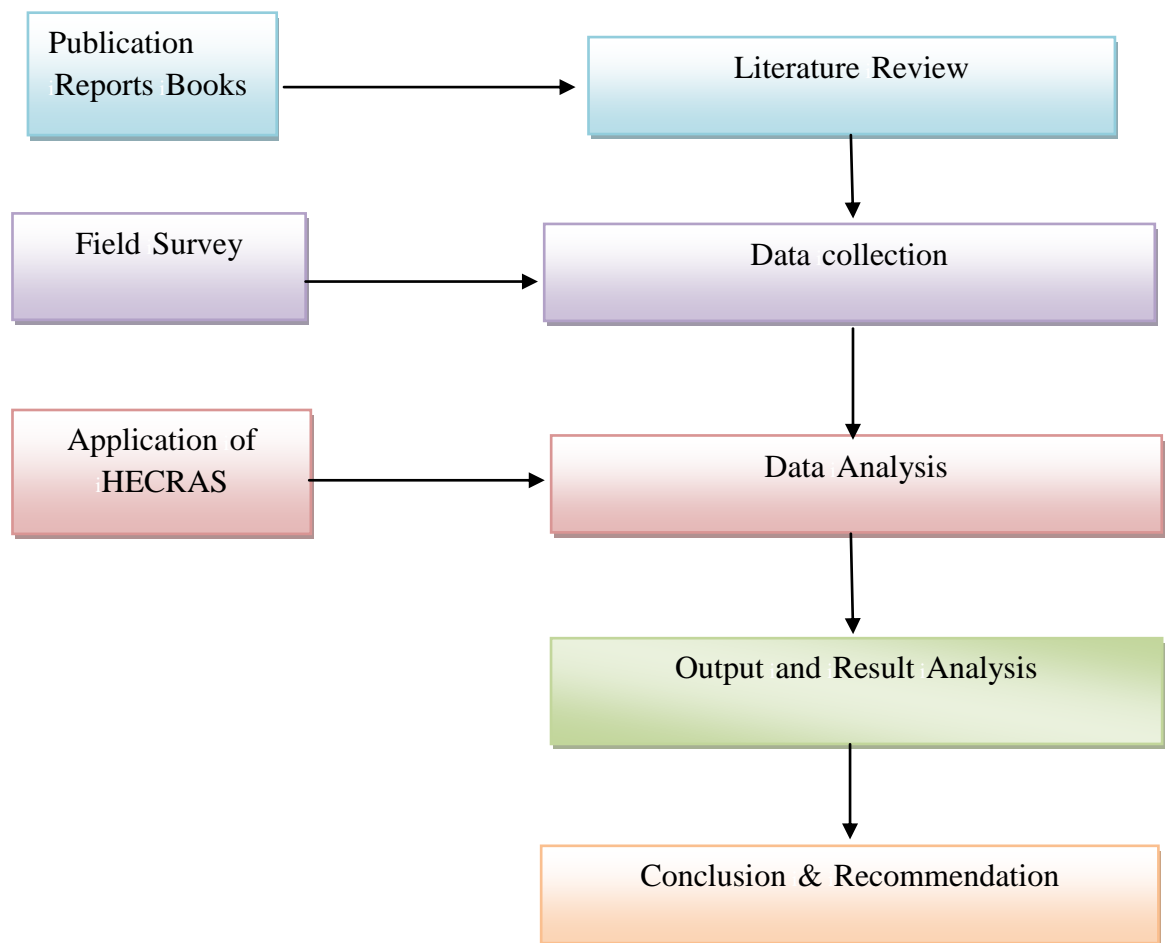 Publication
Reports Books
Literature Review
Field Survey
Data collection
Application of
HECRAS
Data Analysis
Output and Result Analysis
Conclusion & Recommendation